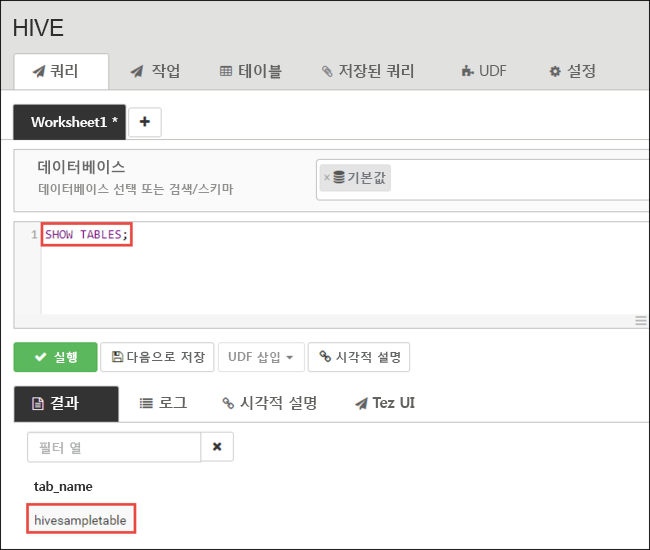 HIVE
쿼리 작업 테이블 저장된 쿼리 UDF 설정
Worksheet1 * +
데이터베이스
데이터베이스 선택 또는 검색/스키마
× 기본값
1 SHOW TABLES;
실행 다음으로 저장 UDF 삽입 시각적 설명
결과 로그 시각적 설명 Tez UI
필터 열
tab_name
hivesampletable